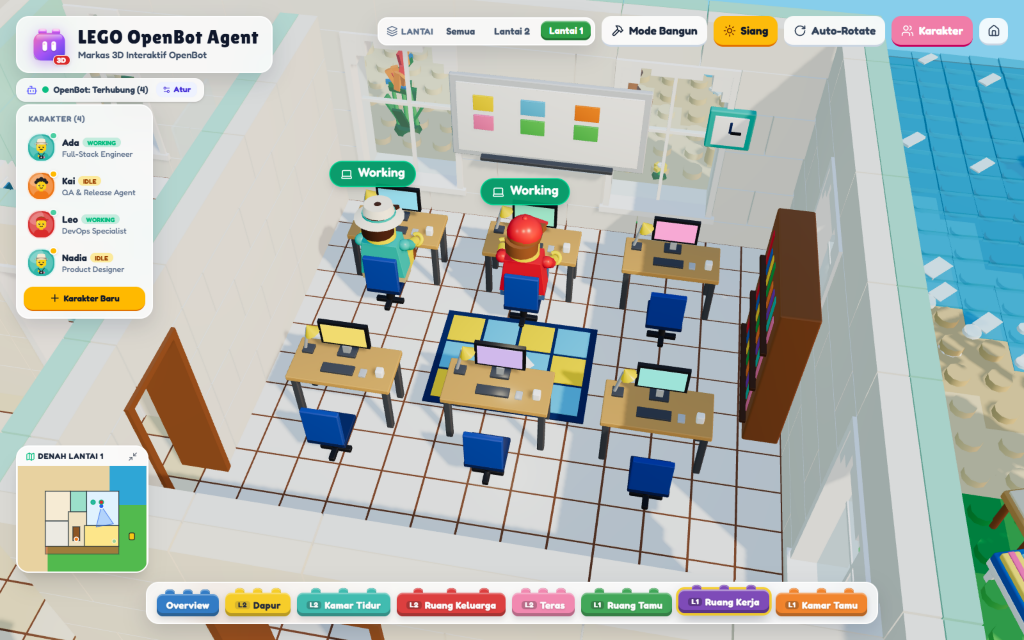 LEGO OpenBot Agent
Markas 3D Interaktif OpenBot
3D
LANTAI Semua Lantai 2 Lantai 1
Mode Bangun
Siang
Auto-Rotate
Karakter
OpenBot: Terhubung (4) Atur
KARAKTER (4)
Ada WORKING
Full-Stack Engineer
Kai IDLE
QA & Release Agent
Leo WORKING
DevOps Specialist
Nadia IDLE
Product Designer
+ Karakter Baru
Working
Working
DENAH LANTAI 1
Overview
L2 Dapur
L2 Kamar Tidur
L2 Ruang Keluarga
L2 Teras
L1 Ruang Tamu
L1 Ruang Kerja
L1 Kamar Tamu